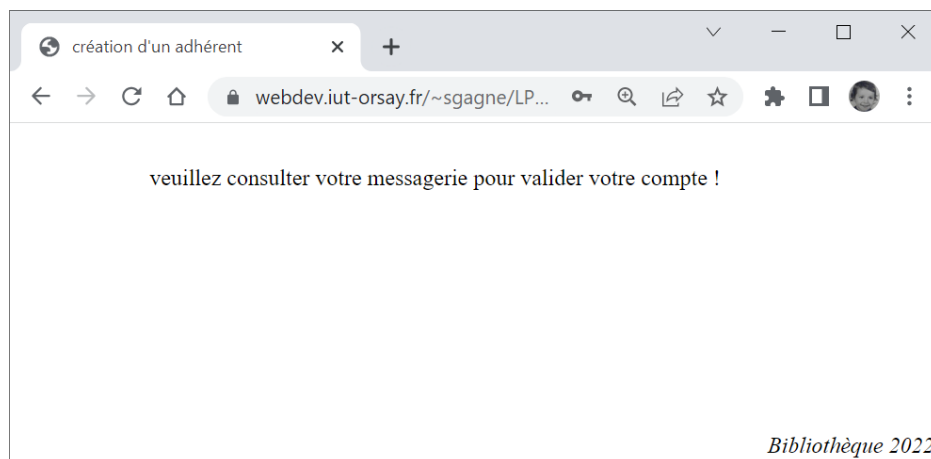 création d'un adhérent
webdev.iut-orsay.fr/~sgagne/LP...
veuillez consulter votre messagerie pour valider votre compte !
Bibliothèque 2022